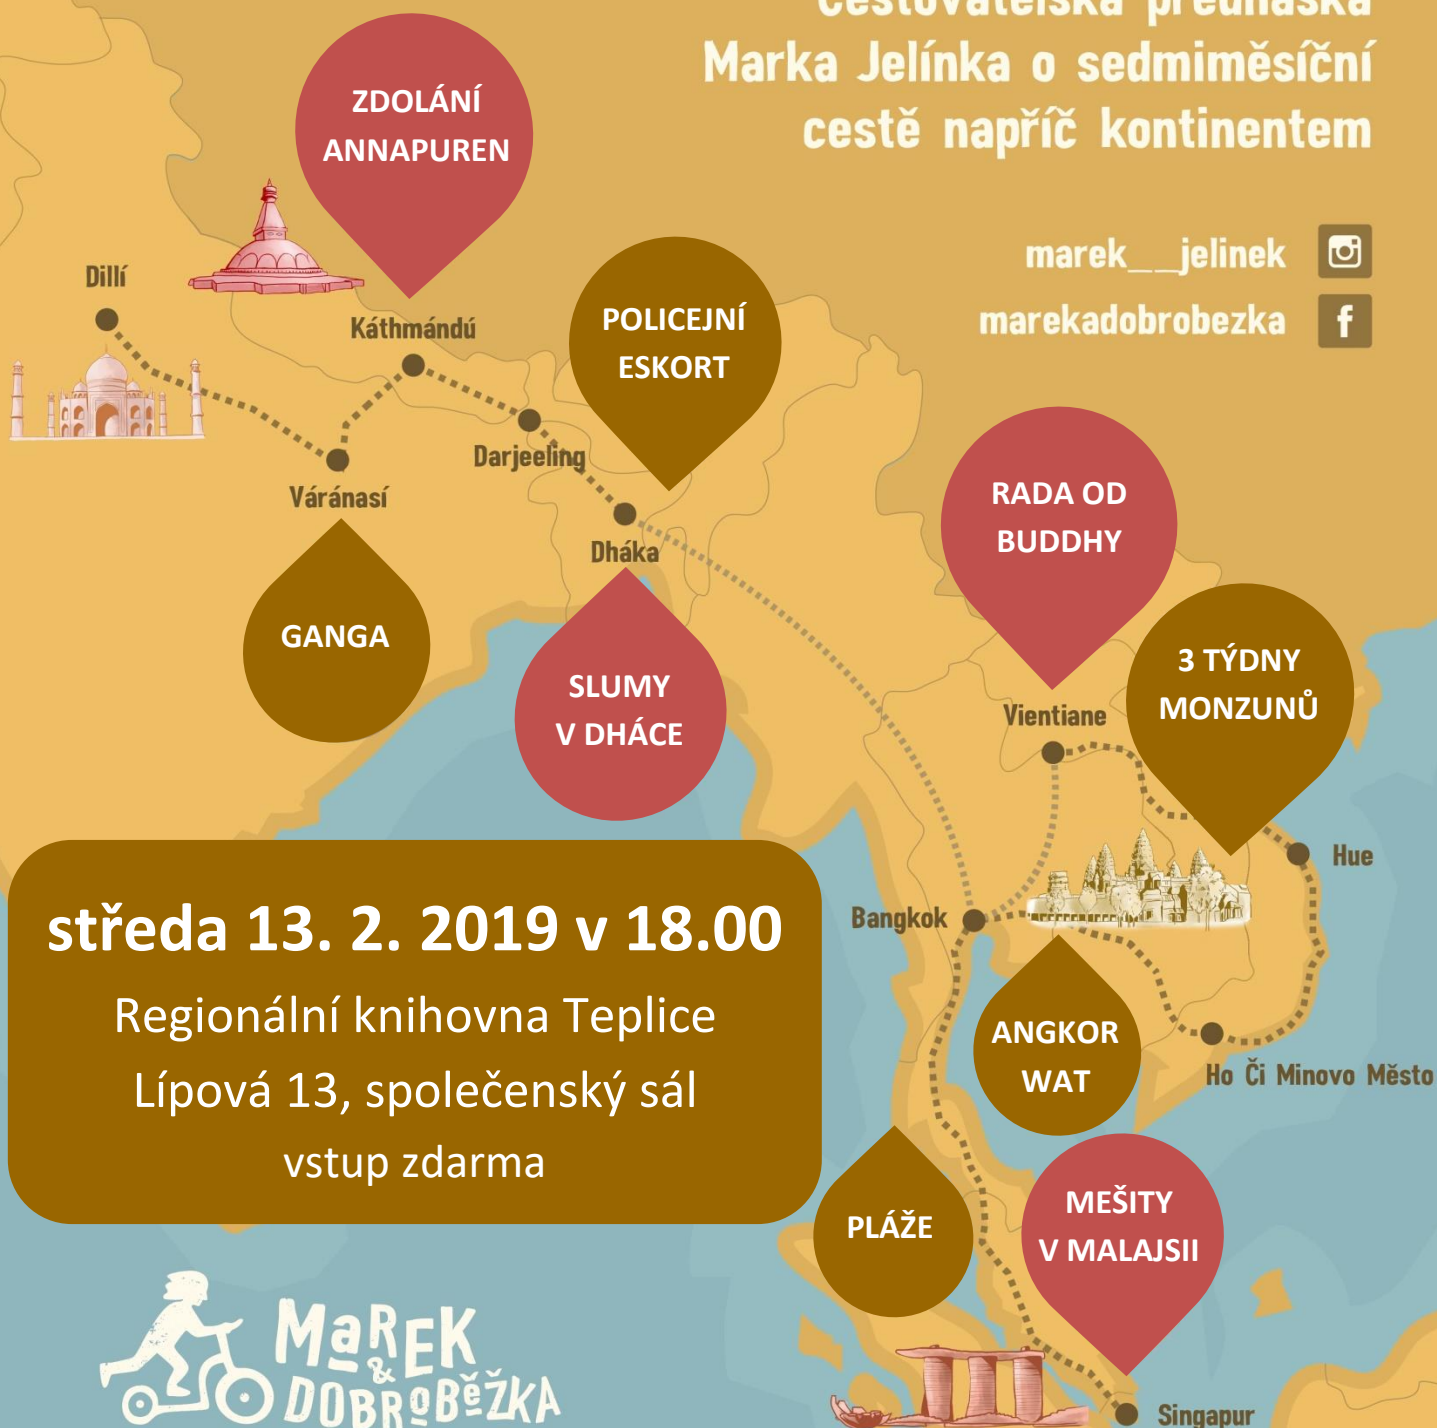 Cestovatelská přednáška
Marka Jelínka o sedmiměsíční
cestě napříč kontinentem
marek__jelinek
marekadobrobezka
f
ZDOLÁNÍ
ANNAPUREN
Dillí
Káthmándú
POLICEJNÍ
ESKORT
Darjeeling
Váránasí
Dháka
RADA OD
BUDDHY
GANGA
SLUMY
V DHÁCE
3 TÝDNY
MONZUNŮ
Vientiane
Hue
Bangkok
středa 13. 2. 2019 v 18.00
Regionální knihovna Teplice
Lípová 13, společenský sál
vstup zdarma
ANGKOR
WAT
Ho Či Minovo Město
PLÁŽE
MEŠITY
V MALAJSII
MaREK
&
DOBROBěŽKA
Singapur